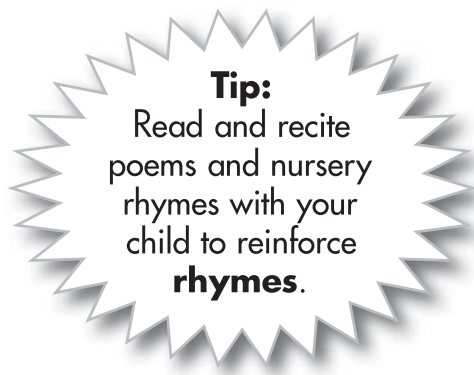 Tip:
Read and recite
poems and nursery
rhymes with your
child to reinforce
rhymes.